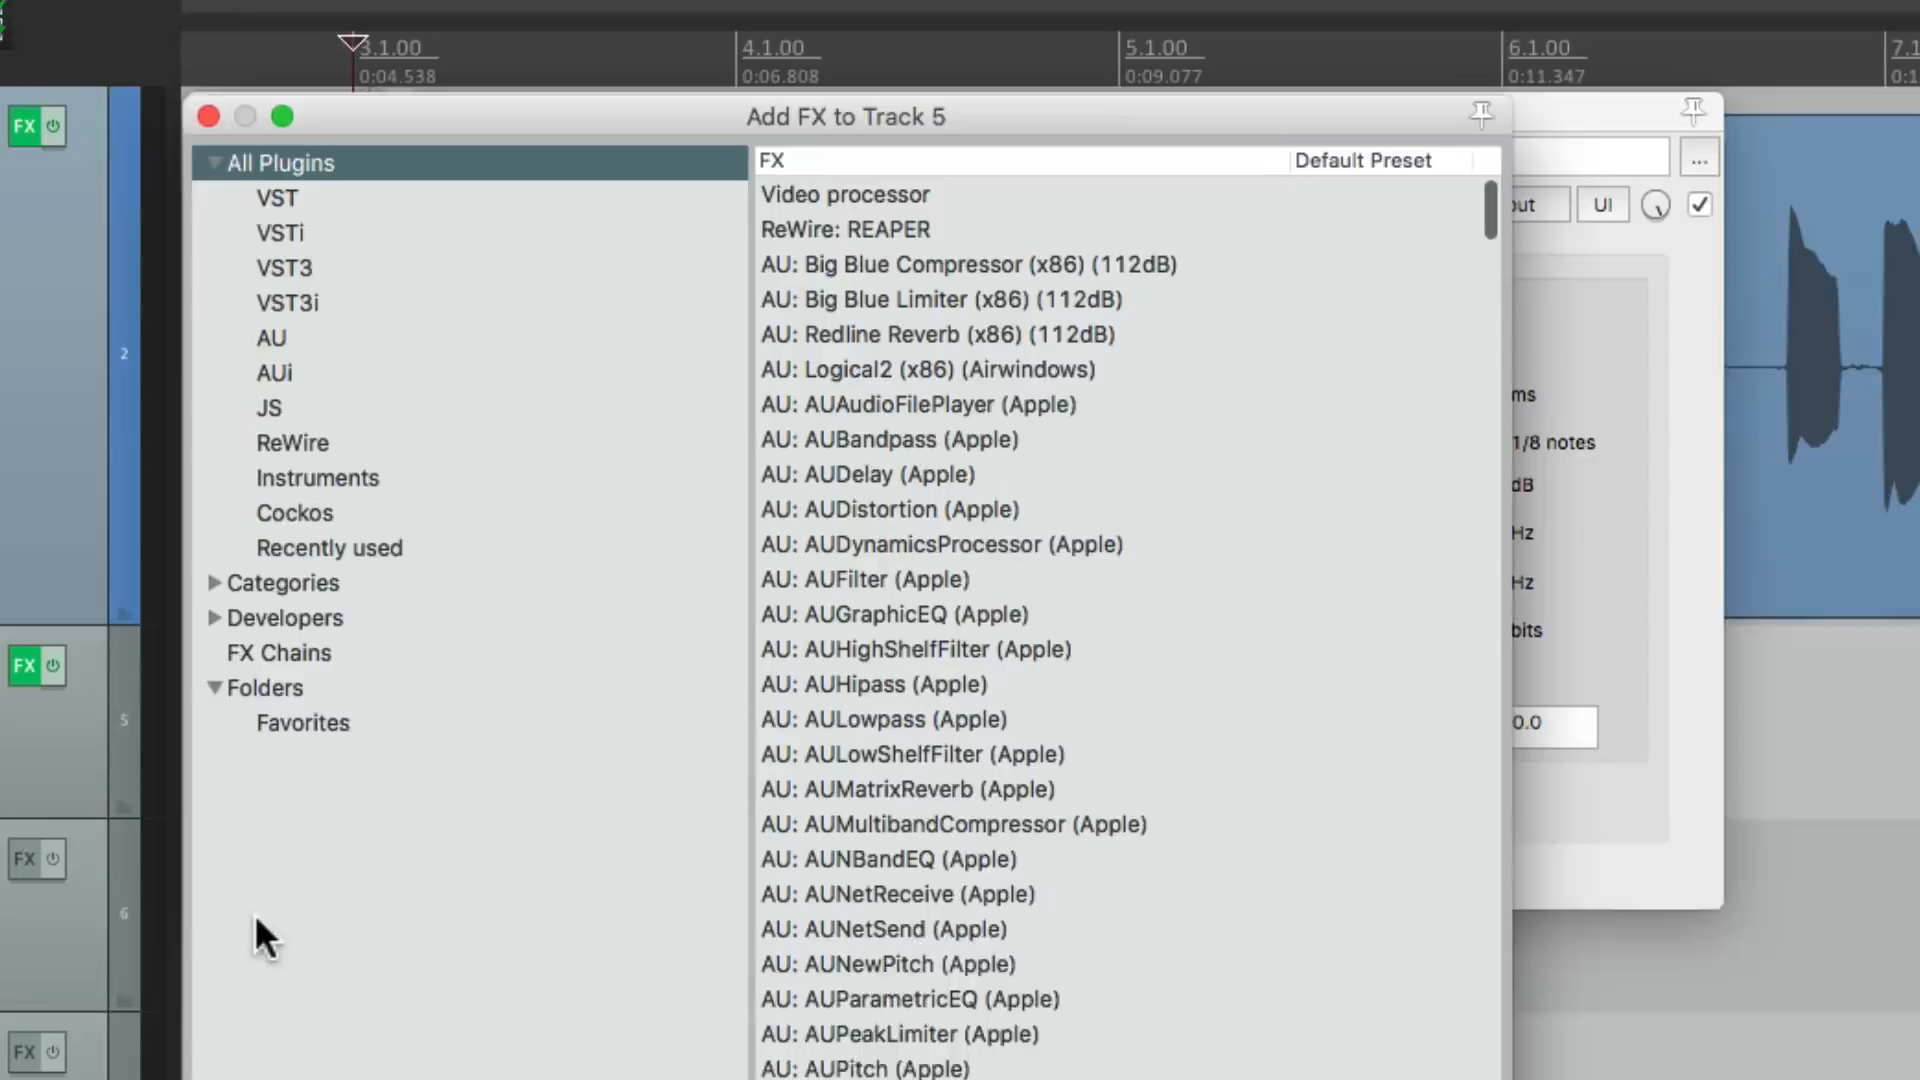 3.1.00
4.1.00
5.1.00
6.1.00
0:04.538
0:06.808
0:09.077
0:11.347
Add FX to Track 5
FX
2
FX
5
FX
6
FX
All Plugins
VST
VSTi
VST3
VST3i
AU
AUi
JS
ReWire
Instruments
Cockos
Recently used
Categories
Developers
FX Chains
Folders
Favorites
FX Default Preset
Video processor
ReWire: REAPER
AU: Big Blue Compressor (x86) (112dB)
AU: Big Blue Limiter (x86) (112dB)
AU: Redline Reverb (x86) (112dB)
AU: Logical2 (x86) (Airwindows)
AU: AUAudioFilePlayer (Apple)
AU: AUBandpass (Apple)
AU: AUDelay (Apple)
AU: AUDistortion (Apple)
AU: AUDynamicsProcessor (Apple)
AU: AUFilter (Apple)
AU: AUGraphicEQ (Apple)
AU: AUHighShelfFilter (Apple)
AU: AUHipass (Apple)
AU: AULowpass (Apple)
AU: AULowShelfFilter (Apple)
AU: AUMatrixReverb (Apple)
AU: AUMultibandCompressor (Apple)
AU: AUNBandEQ (Apple)
AU: AUNetReceive (Apple)
AU: AUNetSend (Apple)
AU: AUNewPitch (Apple)
AU: AUParametricEQ (Apple)
AU: AUPeakLimiter (Apple)
AU: AUPitch (Apple)
...
UI
ms
1/8 notes
dB
Hz
Hz
bits
0.0